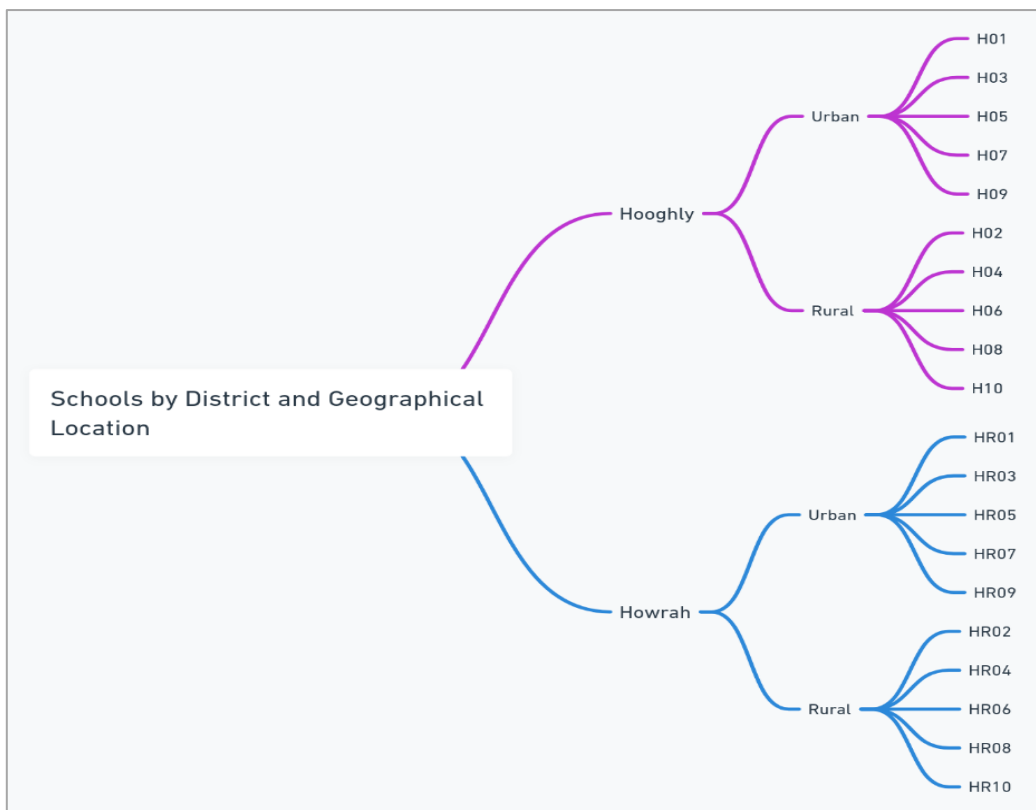 Schools by District and Geographical
Location
Hooghly
Urban
H01
H03
H05
H07
H09
Rural
H02
H04
H06
H08
H10
Howrah
Urban
HR01
HR03
HR05
HR07
HR09
Rural
HR02
HR04
HR06
HR08
HR10